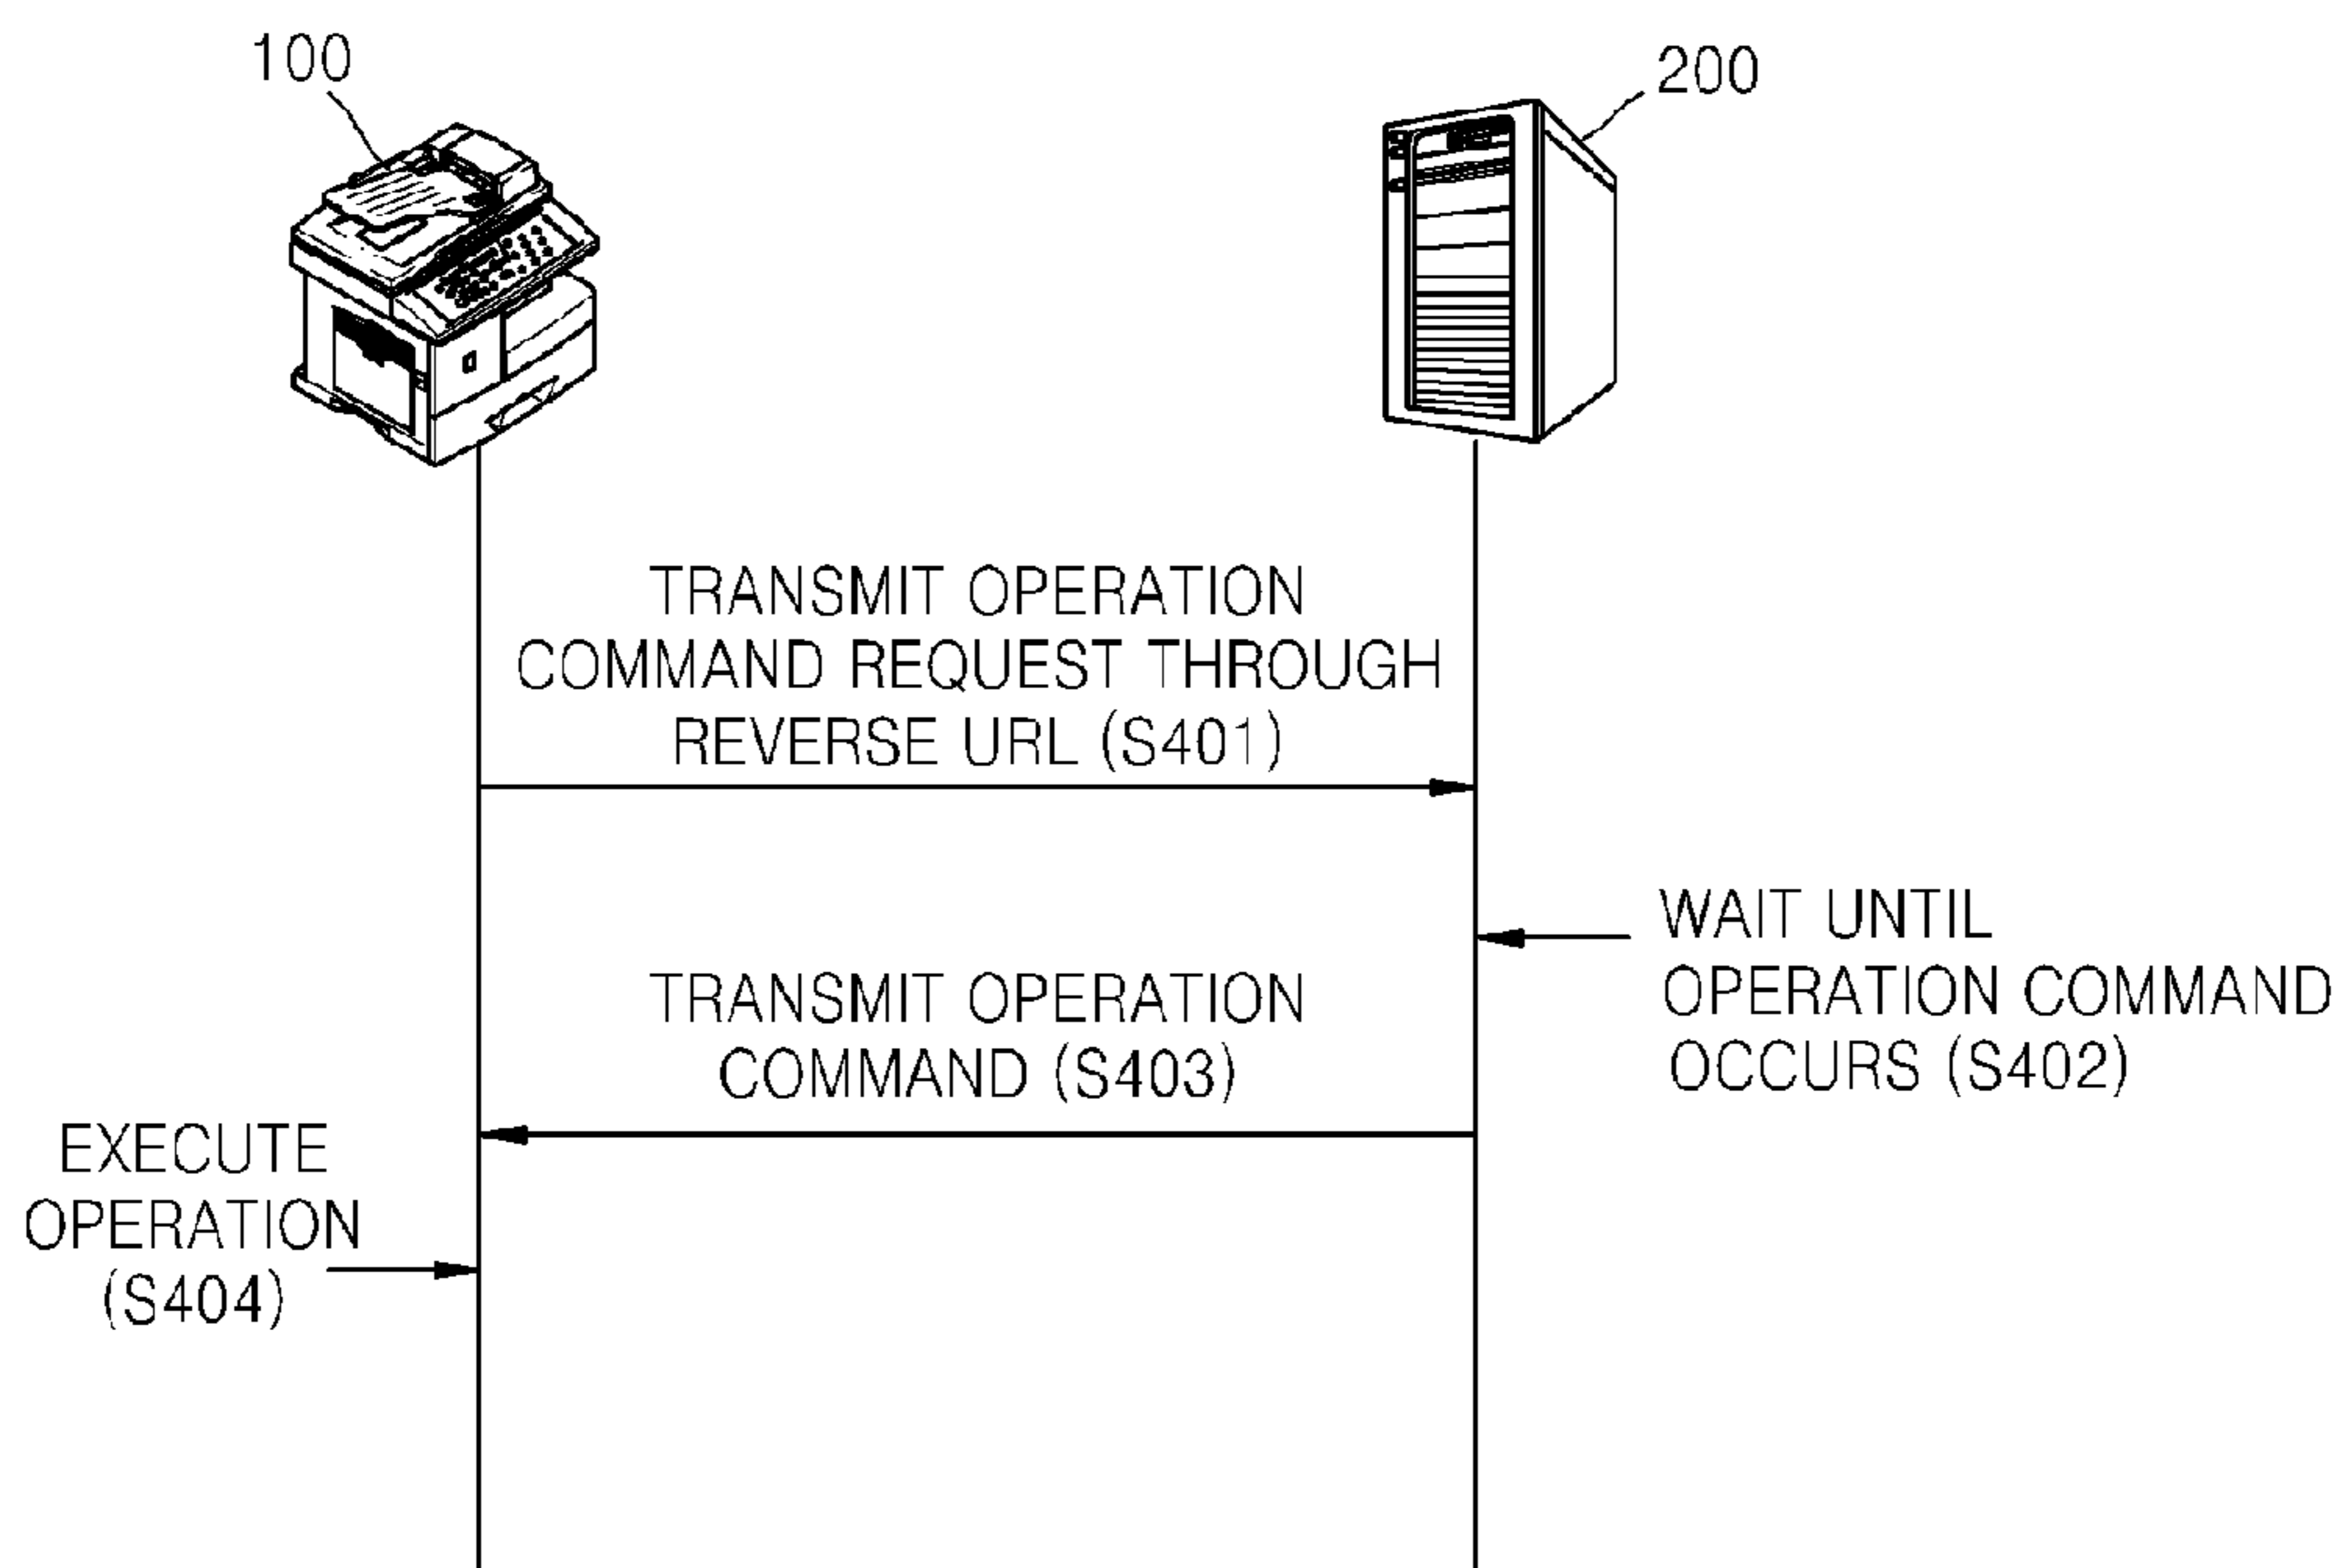 100
200
TRANSMIT OPERATION
COMMAND REQUEST THROUGH
REVERSE URL (S401)
WAIT UNTIL
OPERATION COMMAND
OCCURS (S402)
TRANSMIT OPERATION
COMMAND (S403)
EXECUTE
OPERATION
(S404)